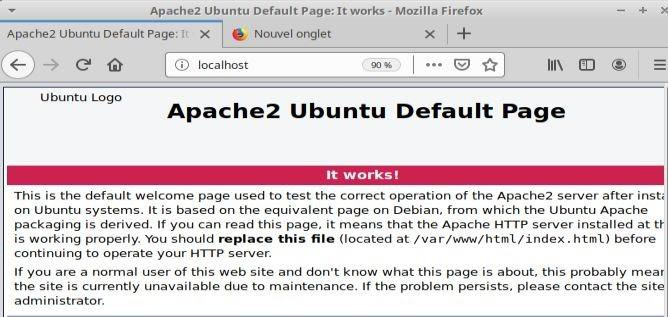 Apache2 Ubuntu Default Page: It works - Mozilla Firefox
Apache2 Ubuntu Default Page: It
Nouvel onglet
localhost
90 %
Ubuntu Logo
Apache2 Ubuntu Default Page
It works!
This is the default welcome page used to test the correct operation of the Apache2 server after
on Ubuntu systems. It is based on the equivalent page on Debian, from which the Ubuntu Apache
packaging is derived. If you can read this page, it means that the Apache HTTP server installed at
is working properly. You should replace this file (located at /var/www/html/index.html) before
continuing to operate your HTTP server.
If you are a normal user of this web site and don't know what this page is about, this probably
the site is currently unavailable due to maintenance. If the problem persists, please contact the site
administrator.